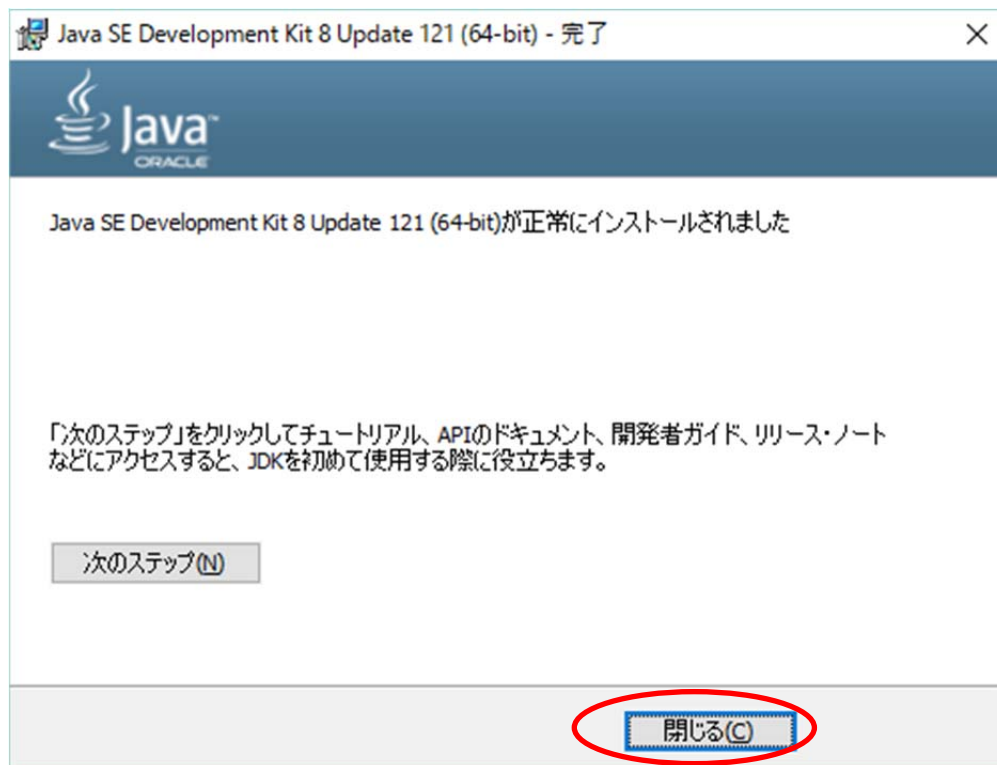 Java SE Development Kit 8 Update 121 (64-bit) - 完了
Java™
ORACLE
Java SE Development Kit 8 Update 121 (64-bit)が正常にインストールされました
「次のステップ」をクリックしてチュートリアル、APIのドキュメント、開発者ガイド、リリース・ノート
などにアクセスすると、JDKを初めて使用する際に役立ちます。
次のステップ(N)
閉じる(C)